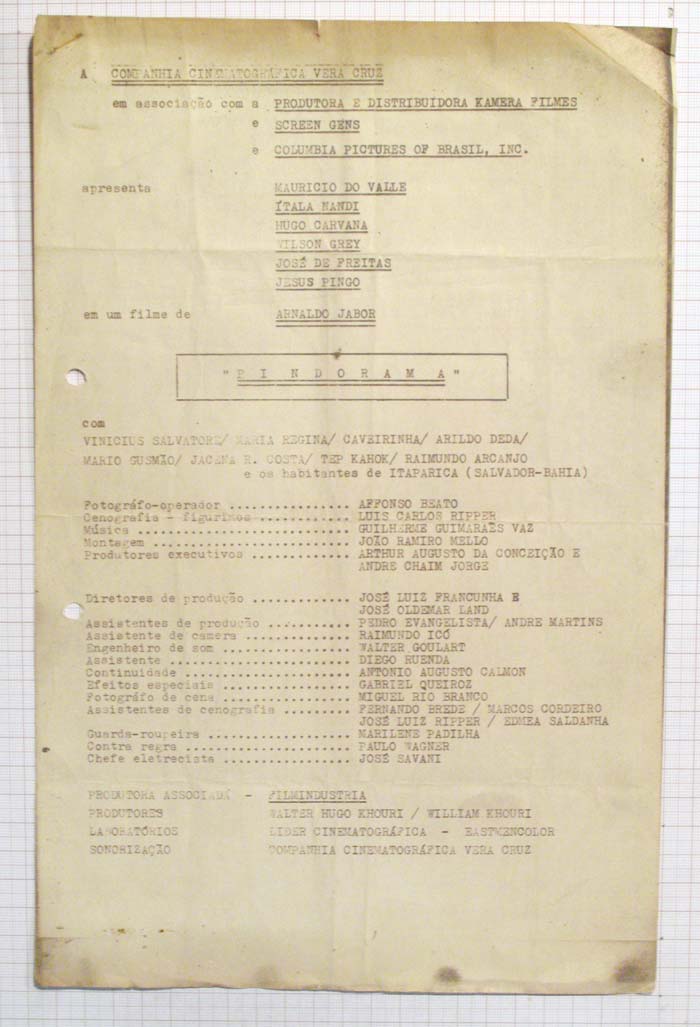 A COMPANHIA CINEMATOGRÁFICA VERA CRUZ
em associação com a PRODUTORA E DISTRIBUIDORA KAMERA FILMES
e SCREEN GENS
e COLUMBIA PICTURES OF BRASIL, INC.
apresenta MAURICIO DO VALLE
ÍTALA NANDI
HUGO CARVANA
WILSON GREY
JOSÉ DE FREITAS
JESUS PINGO
em um filme de ARNALDO JABOR
" P I N D O R A M A "
com
VINICIUS SALVATORE/ MARIA REGINA/ CAVEIRINHA/ ARILDO DEDA/
MARIO GUSMÃO/ JACENA R. COSTA/ TEP KAHOK/ RAIMUNDO ARCANJO
e os habitantes de ITAPARICA (SALVADOR-BAHIA)
Fotográfo-operador ................ AFFONSO BEATO
Cenografia - figurinos ............ LUIS CARLOS RIPPER
Música ............................ GUILHERME GUIMARAÉS VAZ
Montagem .......................... JOÃO RAMIRO MELLO
Produtores executivos ............. ARTHUR AUGUSTO DA CONCEIÇÃO E
ANDRE CHAIM JORGE
Diretores de produção ............. JOSÉ LUIZ FRANCUNHA E
JOSÉ OLDEMAR LAND
Assistentes de produção ........... PEDRO EVANGELISTA/ ANDRE MARTINS
Assistente de camera .............. RAIMUNDO ICÓ
Engenheiro de som ................. WALTER GOULART
Assistente ........................ DIEGO RUENDA
Continuidade ...................... ANTONIO AUGUSTO CALMON
Efeitos especiais ................. GABRIEL QUEIROZ
Fotográfo de cena ................. MIGUEL RIO BRANCO
Assistentes de cenografia ......... FERNANDO BREDE / MARCOS CORDEIRO
JOSÉ LUIZ RIPPER / EDMEA SALDANHA
Guarda-roupeira ................... MARILENE PADILHA
Contra regra ...................... PAULO WAGNER
Chefe eletrecista ................. JOSÉ SAVANI
PRODUTORA ASSOCIADA - FILMINDUSTRIA
PRODUTORES WALTER HUGO KHOURI / WILLIAM KHOURI
LABORATÓRIOS LIDER CINEMATOGRÁFICA - EASTMENCOLOR
SONORIZAÇÃO COMPANHIA CINEMATOGRÁFICA VERA CRUZ